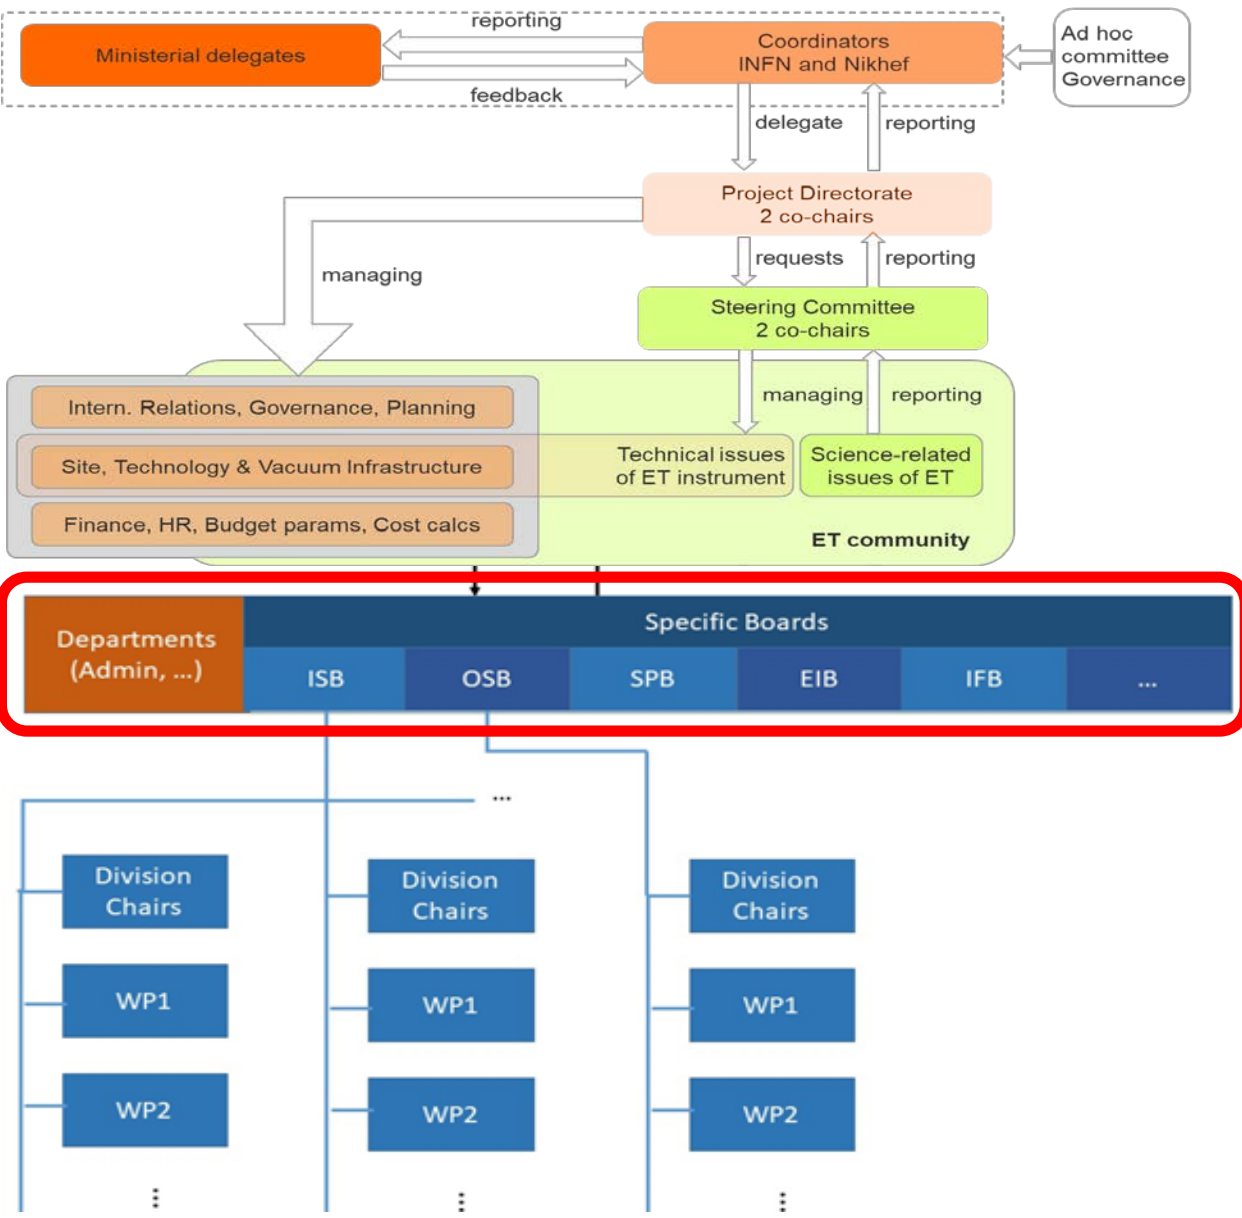 reporting
Ministerial delegates
Coordinators
INFN and Nikhef
Ad hoc
committee
Governance
feedback
delegate
reporting
Project Directorate
2 co-chairs
requests
reporting
managing
Steering Committee
2 co-chairs
managing
reporting
Intern. Relations, Governance, Planning
Site, Technology & Vacuum Infrastructure
Technical issues
of ET instrument
Science-related
issues of ET
Finance, HR, Budget params, Cost calcs
ET community
Departments
(Admin, ...)
Specific Boards
ISB
OSB
SPB
EIB
IFB
...
...
Division
Chairs
Division
Chairs
Division
Chairs
WP1
WP1
WP1
WP2
WP2
WP2
⋮
⋮
⋮